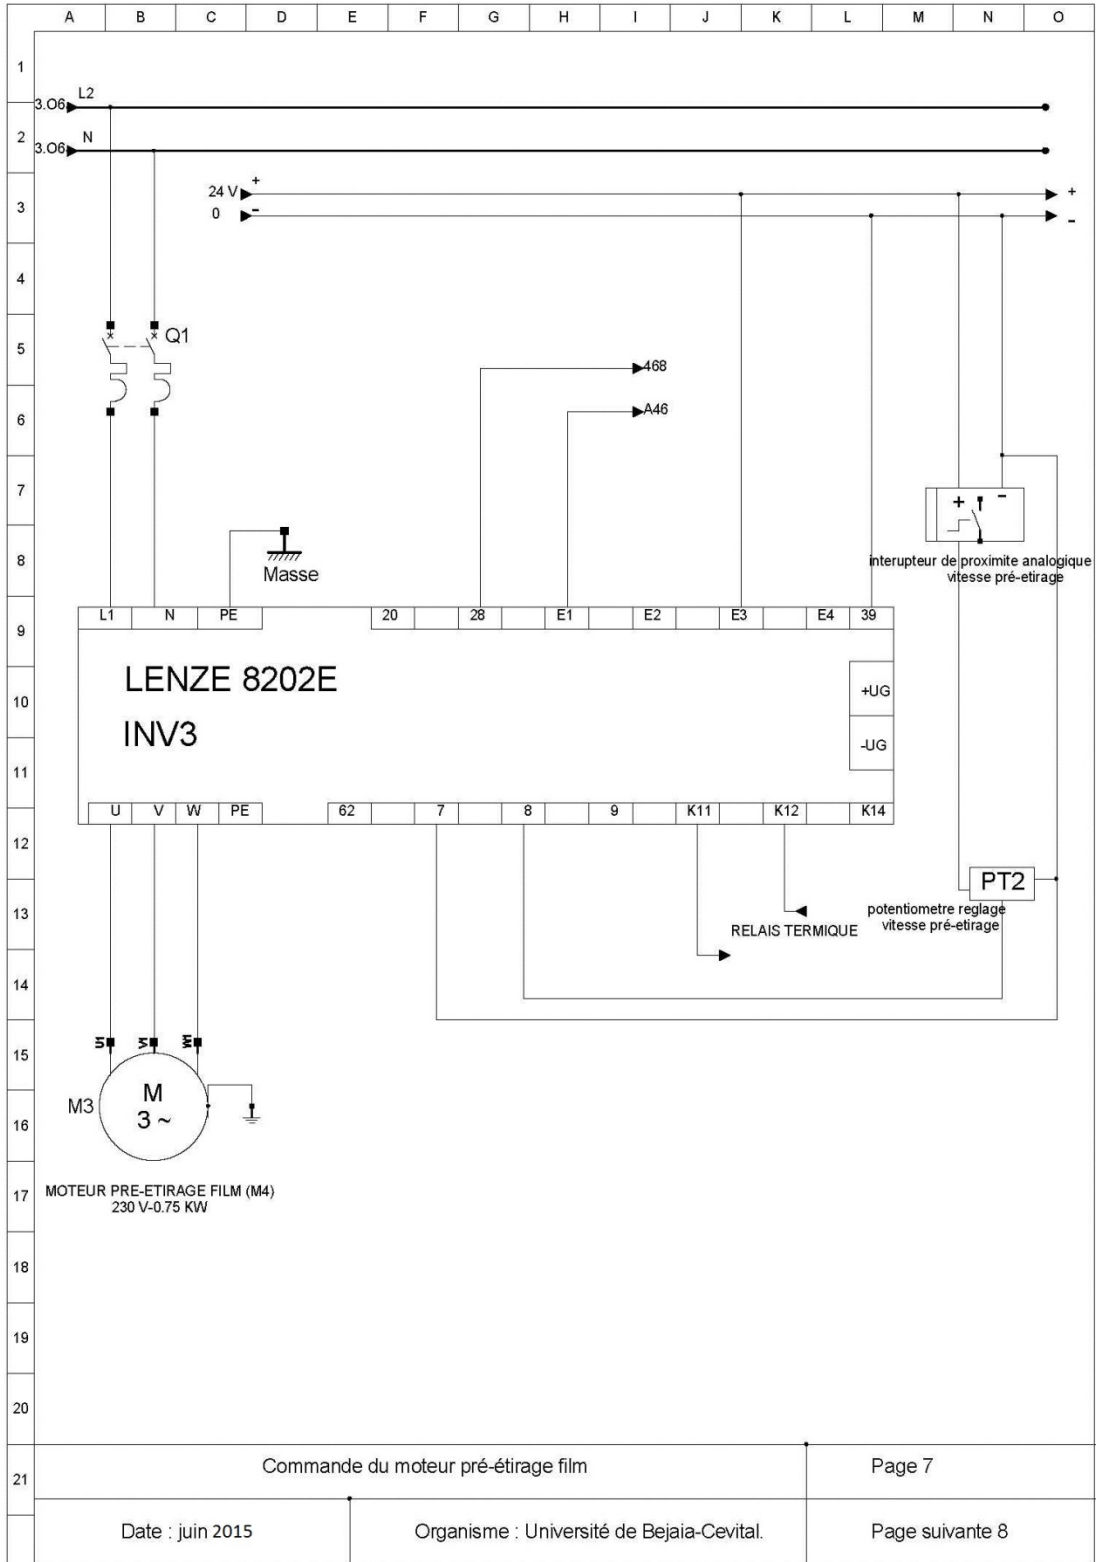 A B C D E F G H I J K L M N O
1
L2
3.O6
2
N
3.O6
24 V + +
3
0 - -
4
Q1
5
468
6
A46
7
+ -
8
Masse
interupteur de proximite analogique
vitesse pré-etirage
9
L1 N PE 20 28 E1 E2 E3 E4 39
LENZE 8202E
10
+UG
INV3
11
-UG
U V W PE 62 7 8 9 K11 K12 K14
12
PT2
13
potentiometre reglage
vitesse pré-etirage
RELAIS TERMIQUE
14
15
U1 V1 W1
M3
M
3 ~
16
17
MOTEUR PRE-ETIRAGE FILM (M4)
230 V-0.75 KW
18
19
20
21
Commande du moteur pré-étirage film
Page 7
Date : juin 2015
Organisme : Université de Bejaia-Cevital.
Page suivante 8